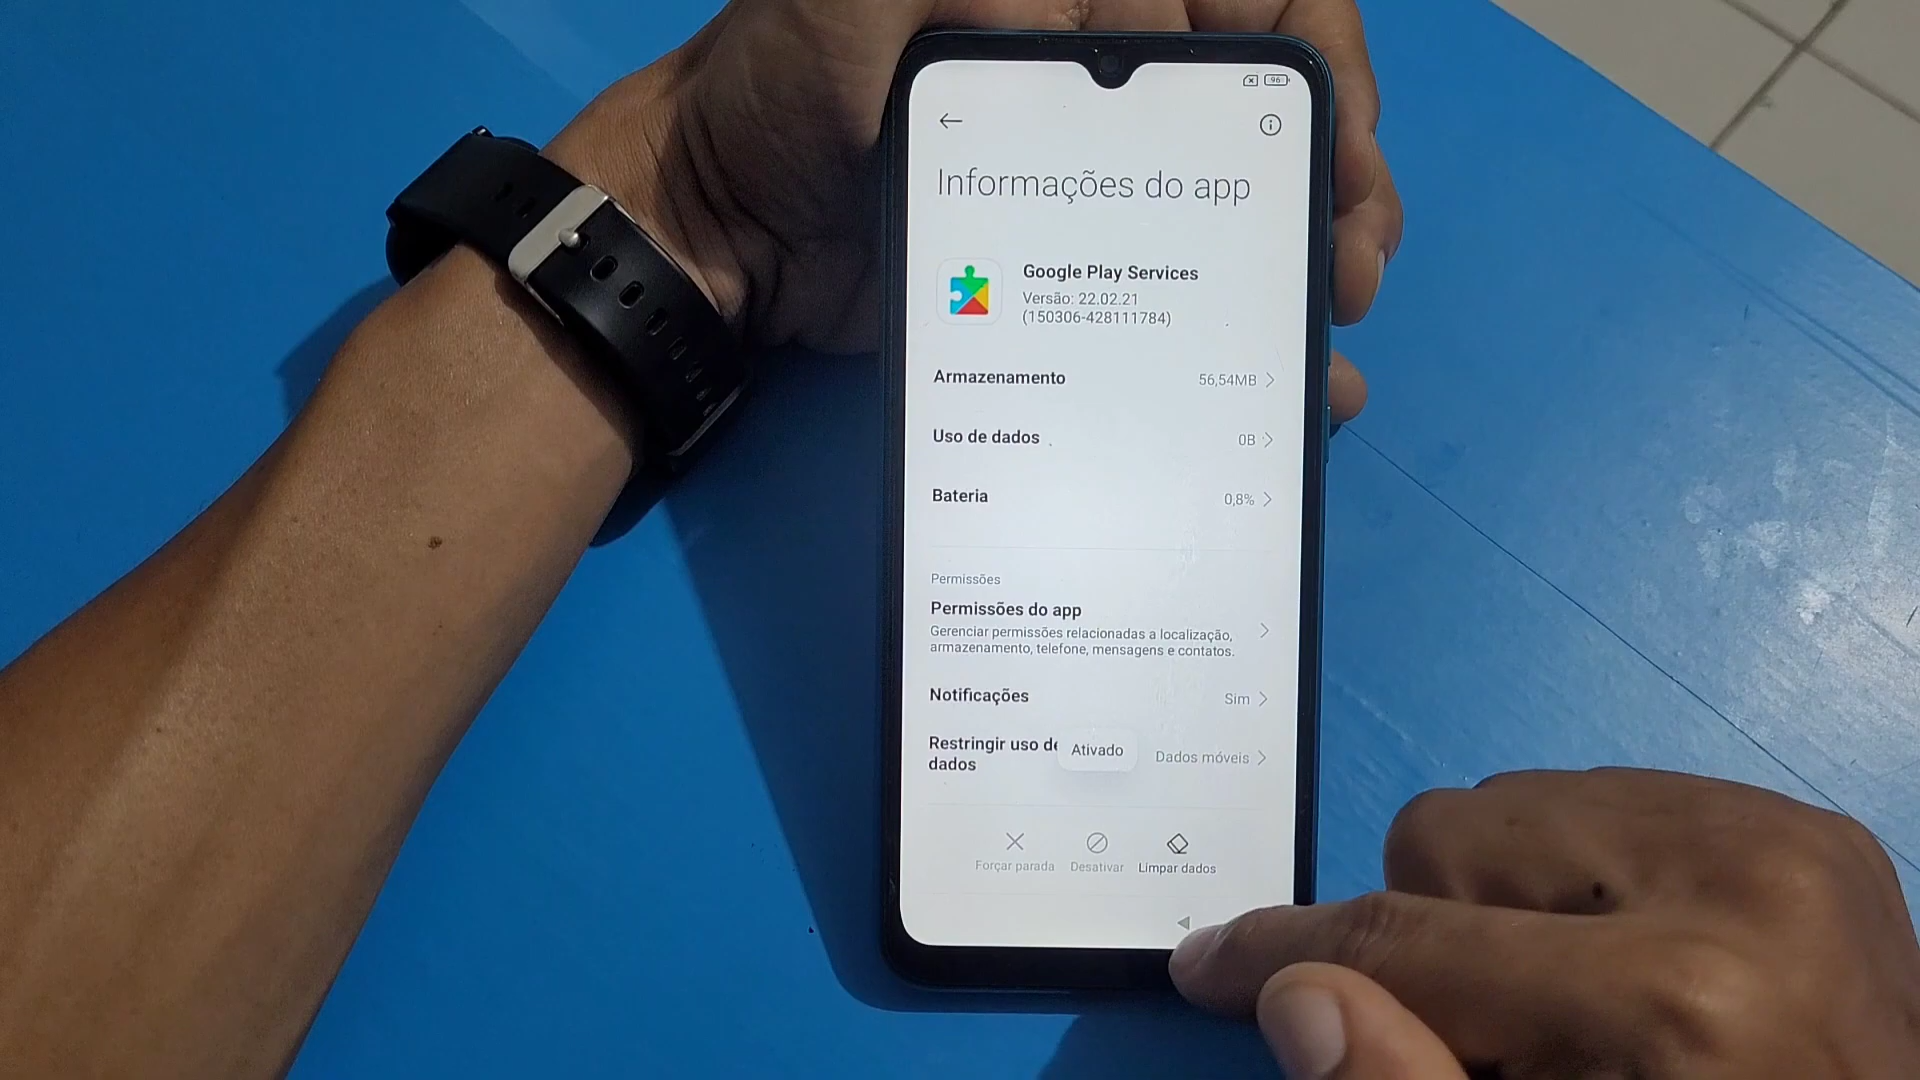 96
Informações do app
Google Play Services
Versão: 22.02.21
(150306-428111784)
Armazenamento 56,54MB
Uso de dados 0B
Bateria 0,8%
Permissões
Permissões do app
Gerenciar permissões relacionadas a localização,
armazenamento, telefone, mensagens e contatos.
Notificações Sim
Restringir uso de
dados
Ativado
Dados móveis
Forçar parada
Desativar
Limpar dados